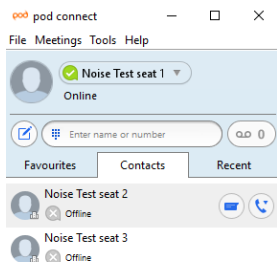 pod pod connect
File Meetings Tools Help
Noise Test seat 1
Online
Enter name or number
0
Favourites Contacts Recent
Noise Test seat 2
Offline
Noise Test seat 3
Offline